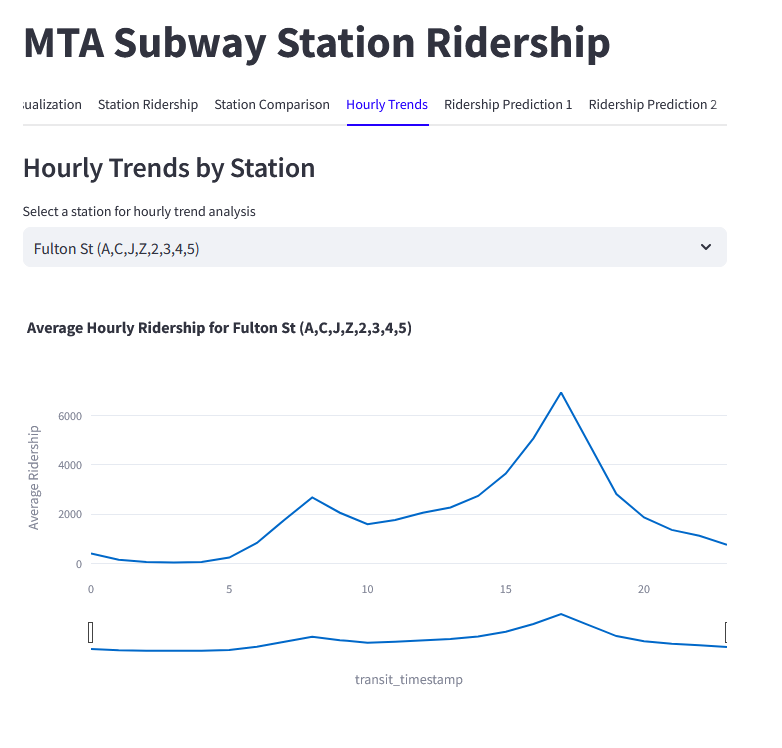 MTA Subway Station Ridership
Station Ridership Station Comparison Hourly Trends Ridership Prediction 1 Ridership Prediction 2
Hourly Trends by Station
Select a station for hourly trend analysis
Fulton St (A,C,J,Z,2,3,4,5)
Average Hourly Ridership for Fulton St (A,C,J,Z,2,3,4,5)
Average Ridership
6000
4000
2000
0
0 5 10 15 20
transit_timestamp